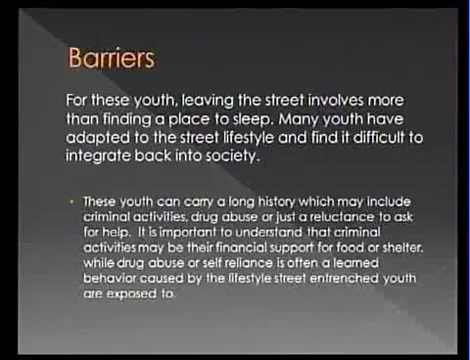 Barriers
For these youth, leaving the street involves more
than finding a place to sleep. Many youth have
adapted to the street lifestyle and find it difficult to
integrate back into society.
These youth can carry a long history which may include
criminal activities, drug abuse or just a reluctance to ask
for help. It is important to understand that criminal
activities may be their financial support for food or shelter,
while drug abuse or self reliance is often a learned
behavior caused by the lifestyle street entrenched youth
are exposed to.